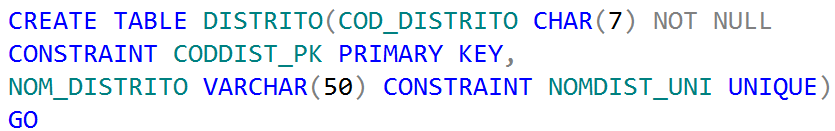 CREATE TABLE DISTRITO(COD_DISTRITO CHAR(7) NOT NULL
CONSTRAINT CODDIST_PK PRIMARY KEY,
NOM_DISTRITO VARCHAR(50) CONSTRAINT NOMDIST_UNI UNIQUE)
GO